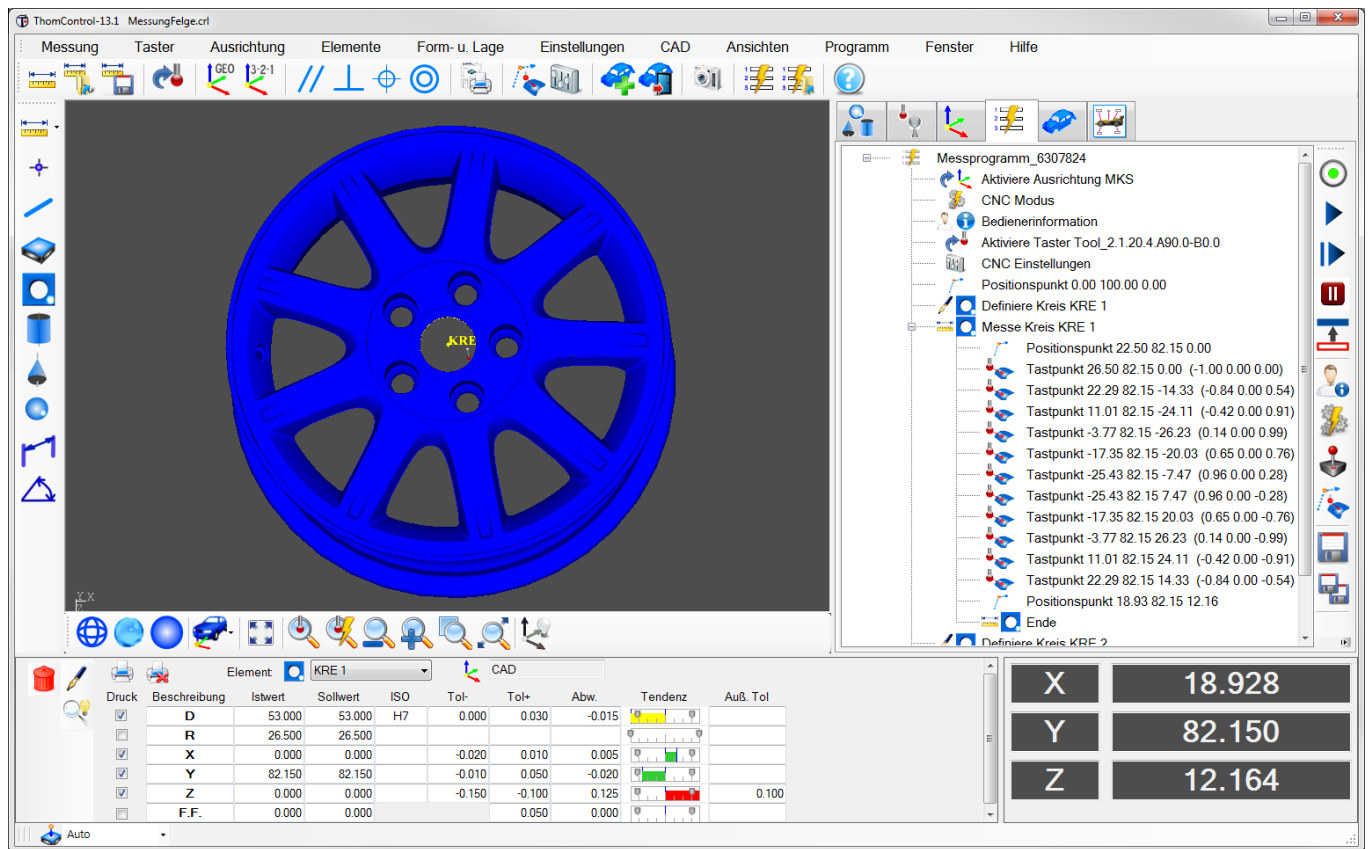 ThomControl-13.1 MessungFelge.crl
Messung Taster Ausrichtung Elemente Form- u. Lage Einstellungen CAD Ansichten Programm Fenster Hilfe
GEO 3-2-1
KRE
Messprogramm_6307824
Aktiviere Ausrichtung MKS
CNC Modus
Bedienerinformation
Aktiviere Taster Tool_2.1.20.4.A90.0-B0.0
CNC Einstellungen
Positionspunkt 0.00 100.00 0.00
Definiere Kreis KRE 1
Messe Kreis KRE 1
Positionspunkt 22.50 82.15 0.00
Tastpunkt 26.50 82.15 0.00 (-1.00 0.00 0.00)
Tastpunkt 22.29 82.15 -14.33 (-0.84 0.00 0.54)
Tastpunkt 11.01 82.15 -24.11 (-0.42 0.00 0.91)
Tastpunkt -3.77 82.15 -26.23 (0.14 0.00 0.99)
Tastpunkt -17.35 82.15 -20.03 (0.65 0.00 0.76)
Tastpunkt -25.43 82.15 -7.47 (0.96 0.00 0.28)
Tastpunkt -25.43 82.15 7.47 (0.96 0.00 -0.28)
Tastpunkt -17.35 82.15 20.03 (0.65 0.00 -0.76)
Tastpunkt -3.77 82.15 26.23 (0.14 0.00 -0.99)
Tastpunkt 11.01 82.15 24.11 (-0.42 0.00 -0.91)
Tastpunkt 22.29 82.15 14.33 (-0.84 0.00 -0.54)
Positionspunkt 18.93 82.15 12.16
Ende
Definiere Kreis KRE 2
Element: KRE 1 CAD
Druck Beschreibung Istwert Sollwert ISO Tol- Tol+ Abw. Tendenz Auß. Tol
D 53.000 53.000 H7 0.000 0.030 -0.015
R 26.500 26.500
X 0.000 0.000 -0.020 0.010 0.005
Y 82.150 82.150 -0.010 0.050 -0.020
Z 0.000 0.000 -0.150 -0.100 0.125 0.100
F.F. 0.000 0.000 0.050 0.000
X 18.928
Y 82.150
Z 12.164
Auto